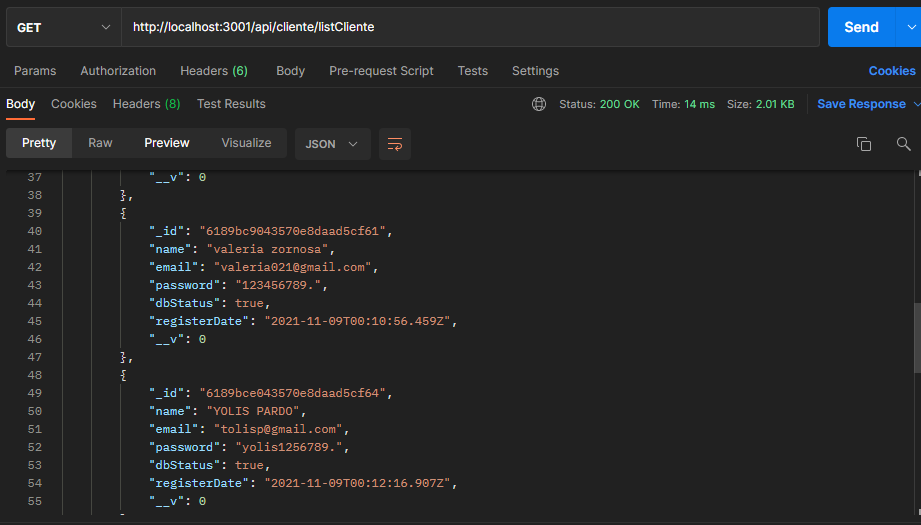 GET http://localhost:3001/api/cliente/listCliente Send
Params Authorization Headers (6) Body Pre-request Script Tests Settings Cookies
Body Cookies Headers (8) Test Results Status: 200 OK Time: 14 ms Size: 2.01 KB Save Response
Pretty Raw Preview Visualize JSON
37 "__v": 0
38 },
39 {
40 "_id": "6189bc9043570e8daad5cf61",
41 "name": "valeria zornosa",
42 "email": "valeria021@gmail.com",
43 "password": "123456789.",
44 "dbStatus": true,
45 "registerDate": "2021-11-09T00:10:56.459Z",
46 "__v": 0
47 },
48 {
49 "_id": "6189bce043570e8daad5cf64",
50 "name": "YOLIS PARDO",
51 "email": "tolisp@gmail.com",
52 "password": "yolis1256789.",
53 "dbStatus": true,
54 "registerDate": "2021-11-09T00:12:16.907Z",
55 "__v": 0